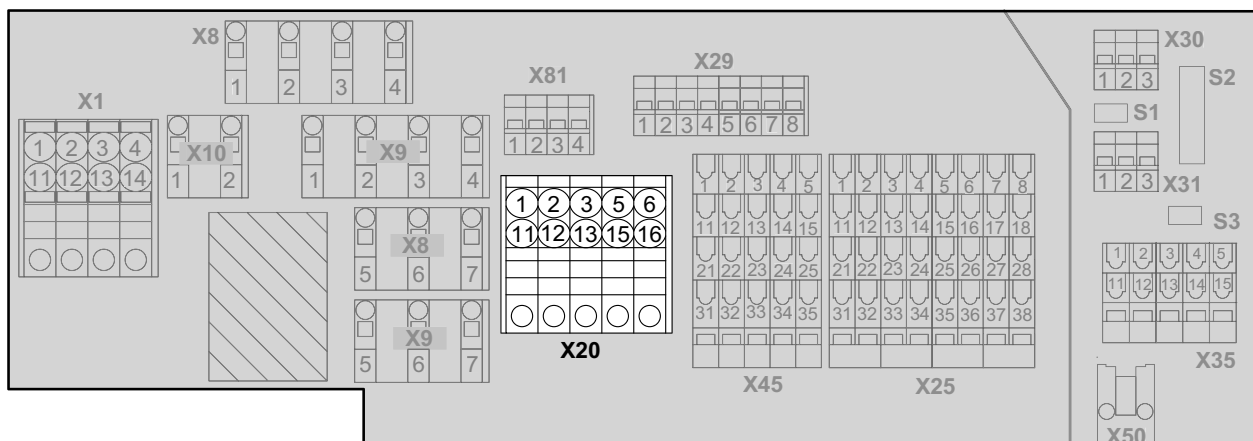 X8
1 2 3 4
X1
1 2 3 4
11 12 13 14
X10
1 2
X9
1 2 3 4
X8
5 6 7
X9
5 6 7
X81
1 2 3 4
X29
1 2 3 4 5 6 7 8
1 2 3 5 6
11 12 13 15 16
X20
1 2 3 4 5
11 12 13 14 15
21 22 23 24 25
31 32 33 34 35
X45
1 2 3 4 5 6 7 8
11 12 13 14 15 16 17 18
21 22 23 24 25 26 27 28
31 32 33 34 35 36 37 38
X25
X30
1 2 3
S2
S1
1 2 3
X31
S3
1 2 3 4 5
11 12 13 14 15
X35
X50